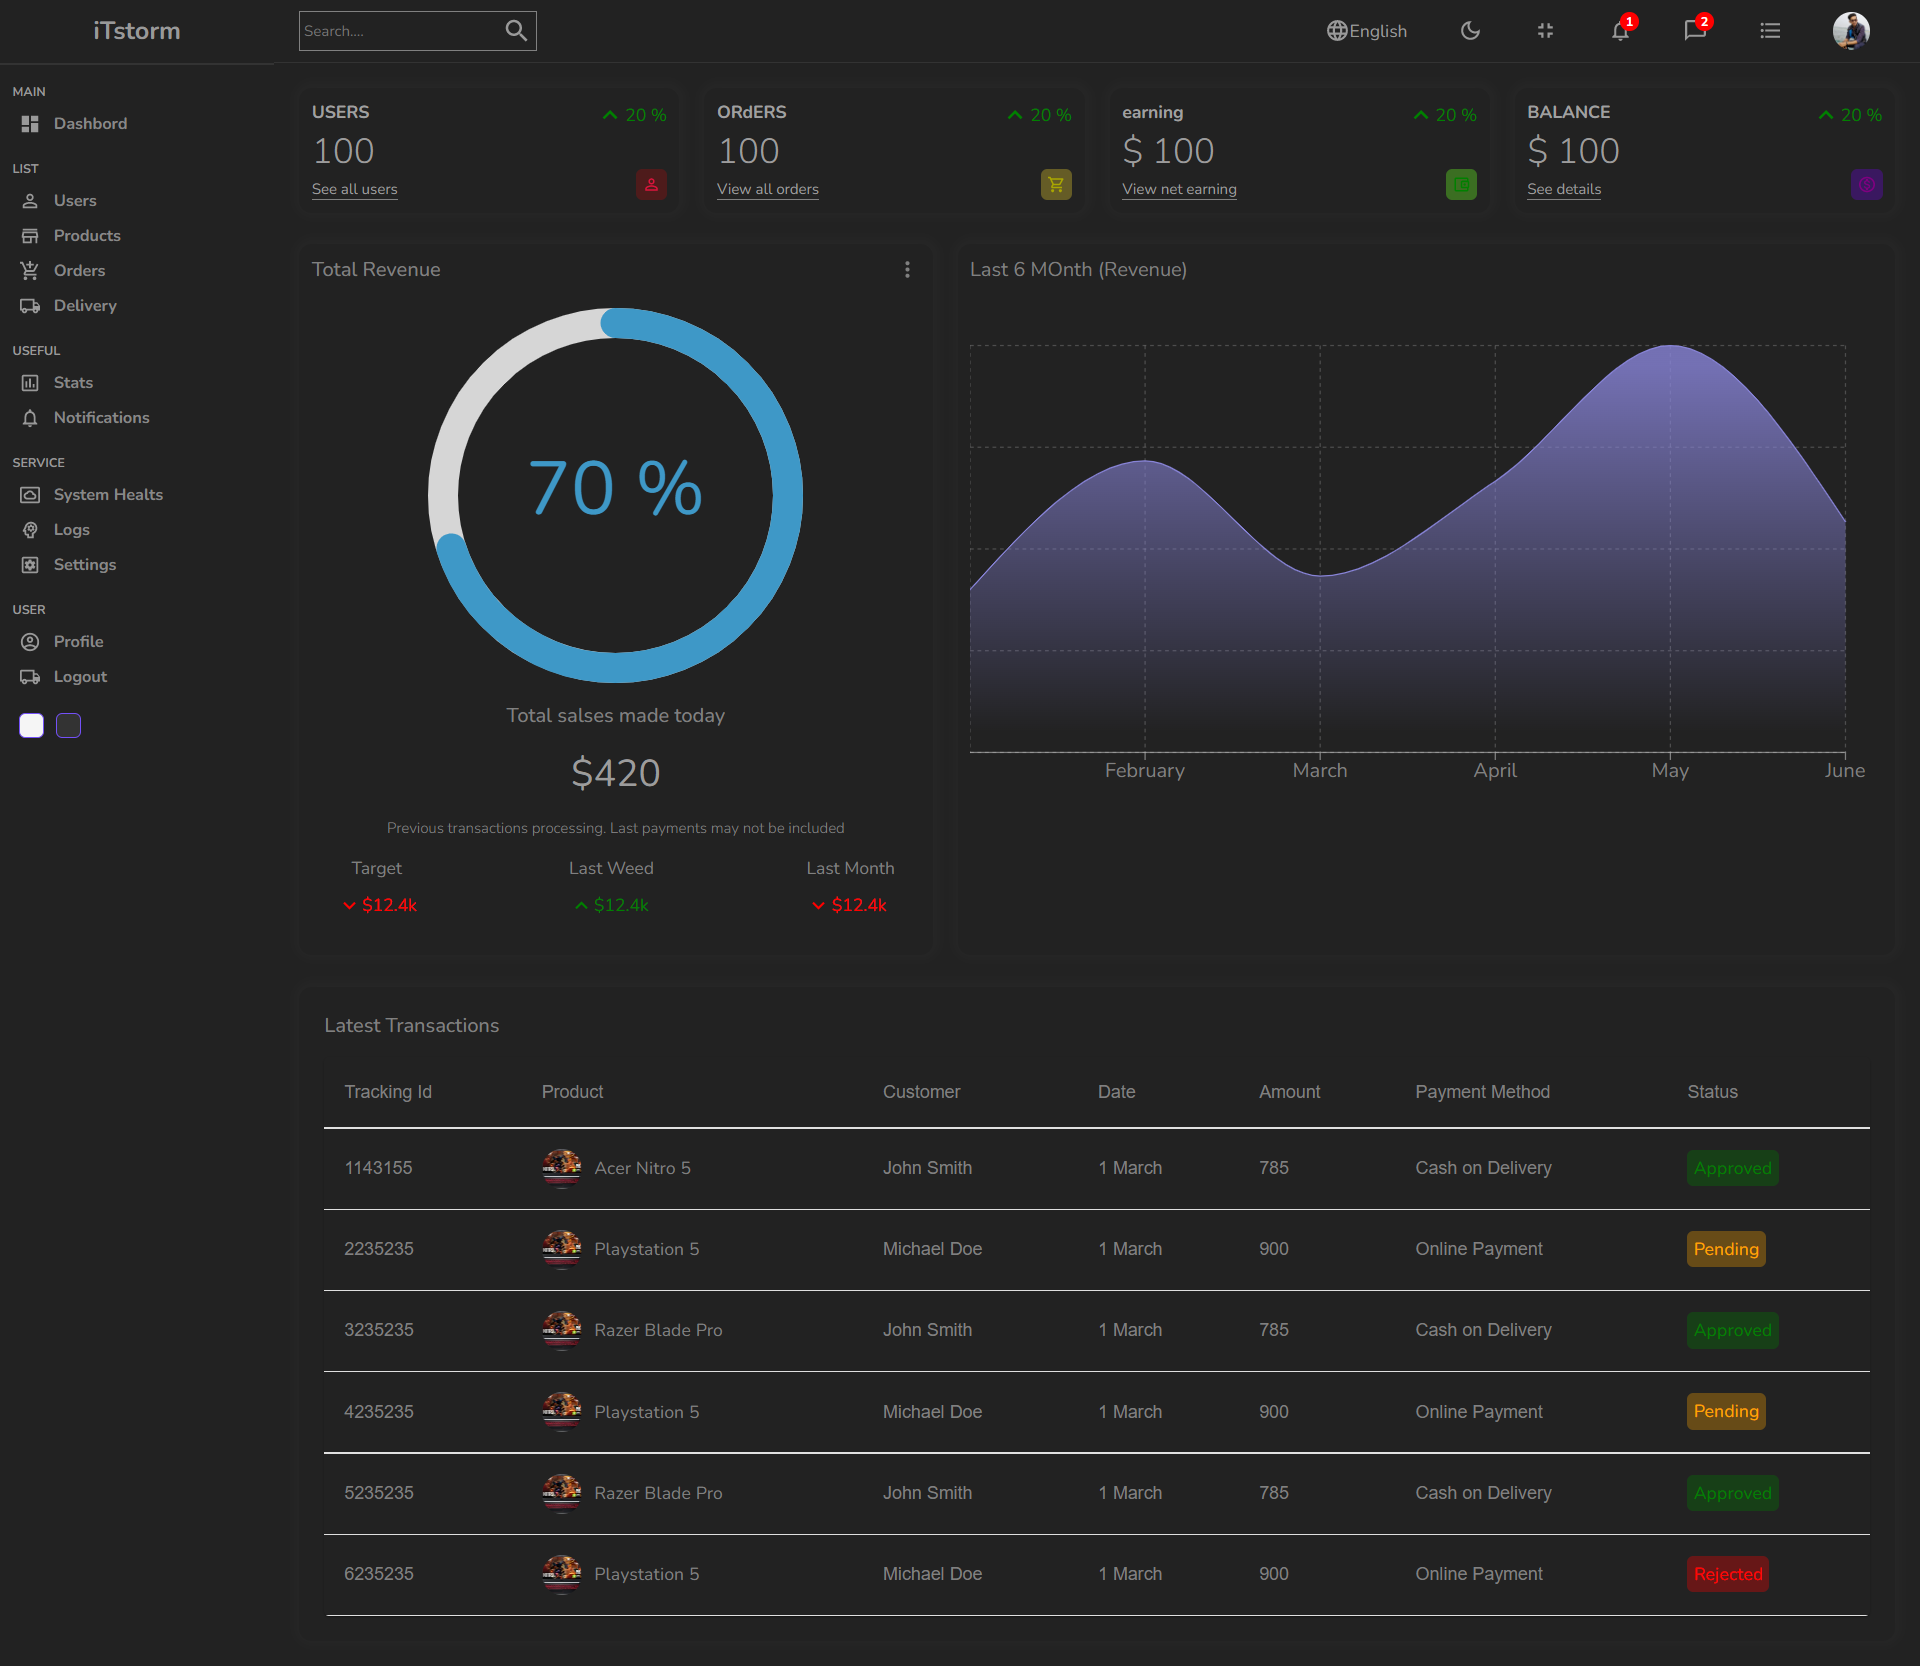 iTstorm
Search....
English
1
2
MAIN
Dashbord
LIST
Users
Products
Orders
Delivery
USEFUL
Stats
Notifications
SERVICE
System Healts
Logs
Settings
USER
Profile
Logout
USERS
20 %
100
See all users
ORdERS
20 %
100
View all orders
earning
20 %
$ 100
View net earning
BALANCE
20 %
$ 100
See details
Total Revenue
70 %
Total salses made today
$420
Previous transactions processing. Last payments may not be included
Target Last Weed Last Month
$12.4k $12.4k $12.4k
Last 6 MOnth (Revenue)
February March April May June
Latest Transactions
Tracking Id Product Customer Date Amount Payment Method Status
1143155 Acer Nitro 5 John Smith 1 March 785 Cash on Delivery Approved
2235235 Playstation 5 Michael Doe 1 March 900 Online Payment Pending
3235235 Razer Blade Pro John Smith 1 March 785 Cash on Delivery Approved
4235235 Playstation 5 Michael Doe 1 March 900 Online Payment Pending
5235235 Razer Blade Pro John Smith 1 March 785 Cash on Delivery Approved
6235235 Playstation 5 Michael Doe 1 March 900 Online Payment Rejected